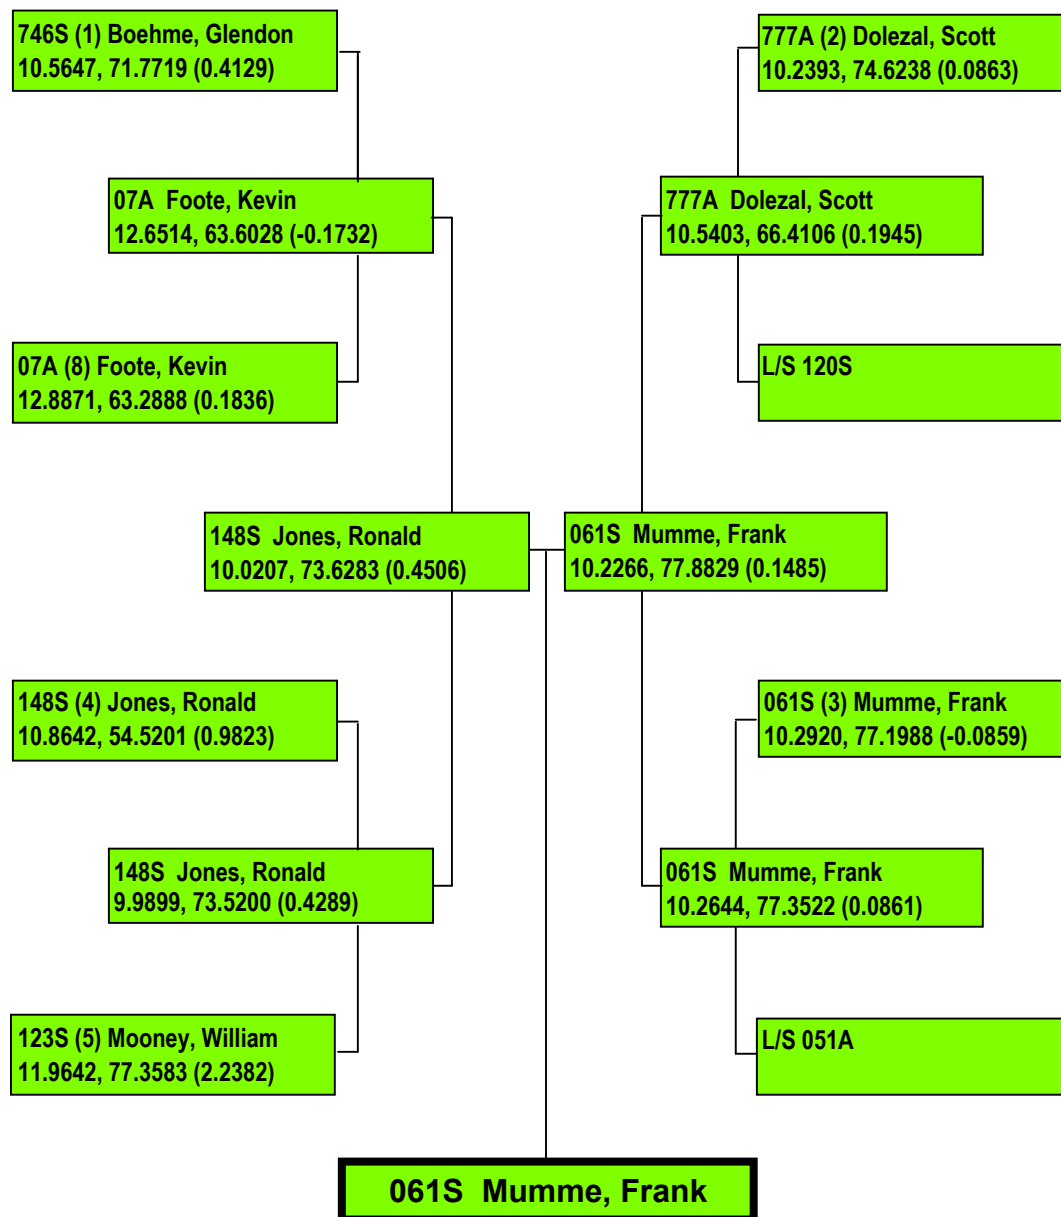 746S (1) Boehme, Glendon
10.5647, 71.7719 (0.4129)
777A (2) Dolezal, Scott
10.2393, 74.6238 (0.0863)
07A  Foote, Kevin
12.6514, 63.6028 (-0.1732)
777A  Dolezal, Scott
10.5403, 66.4106 (0.1945)
07A (8) Foote, Kevin
12.8871, 63.2888 (0.1836)
L/S 120S
148S  Jones, Ronald
10.0207, 73.6283 (0.4506)
061S  Mumme, Frank
10.2266, 77.8829 (0.1485)
148S (4) Jones, Ronald
10.8642, 54.5201 (0.9823)
061S (3) Mumme, Frank
10.2920, 77.1988 (-0.0859)
148S  Jones, Ronald
9.9899, 73.5200 (0.4289)
061S  Mumme, Frank
10.2644, 77.3522 (0.0861)
123S (5) Mooney, William
11.9642, 77.3583 (2.2382)
L/S 051A
061S  Mumme, Frank